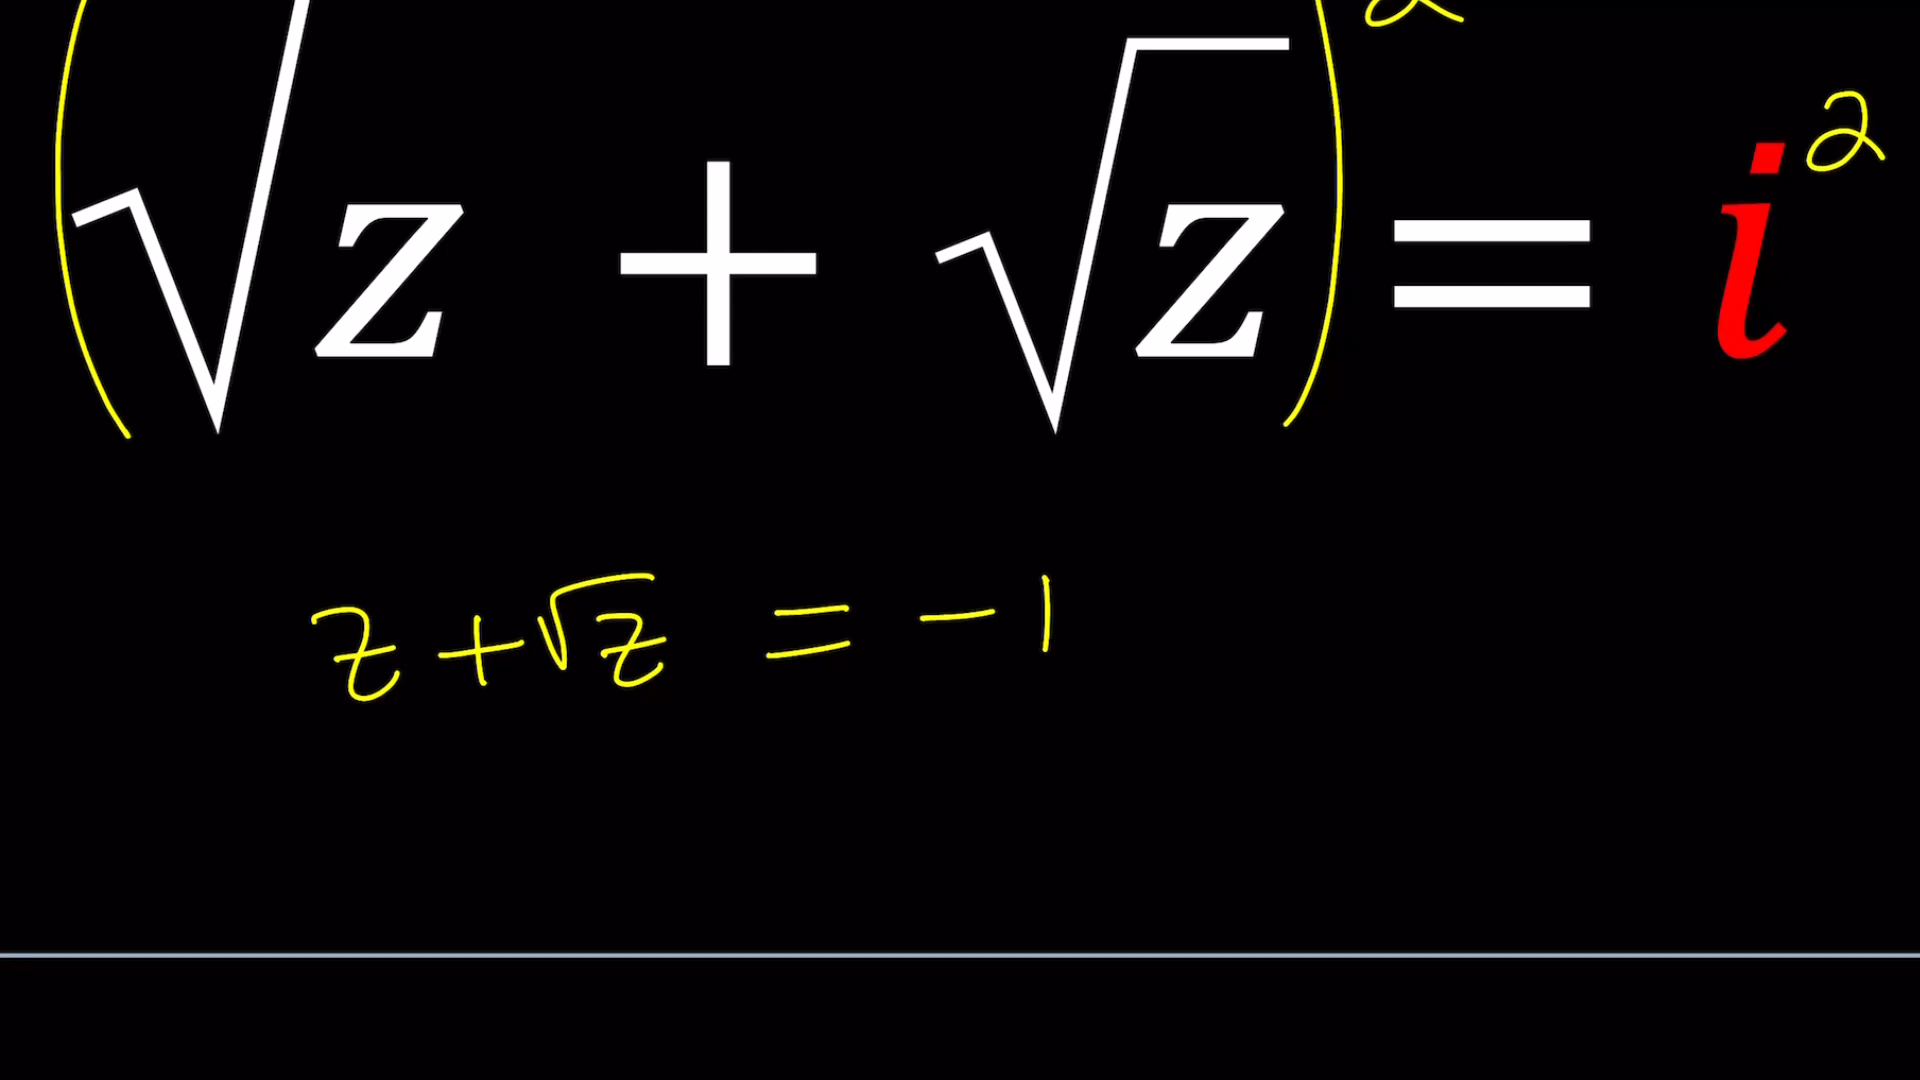 (√z + √z)² = i²
z + √z = -1